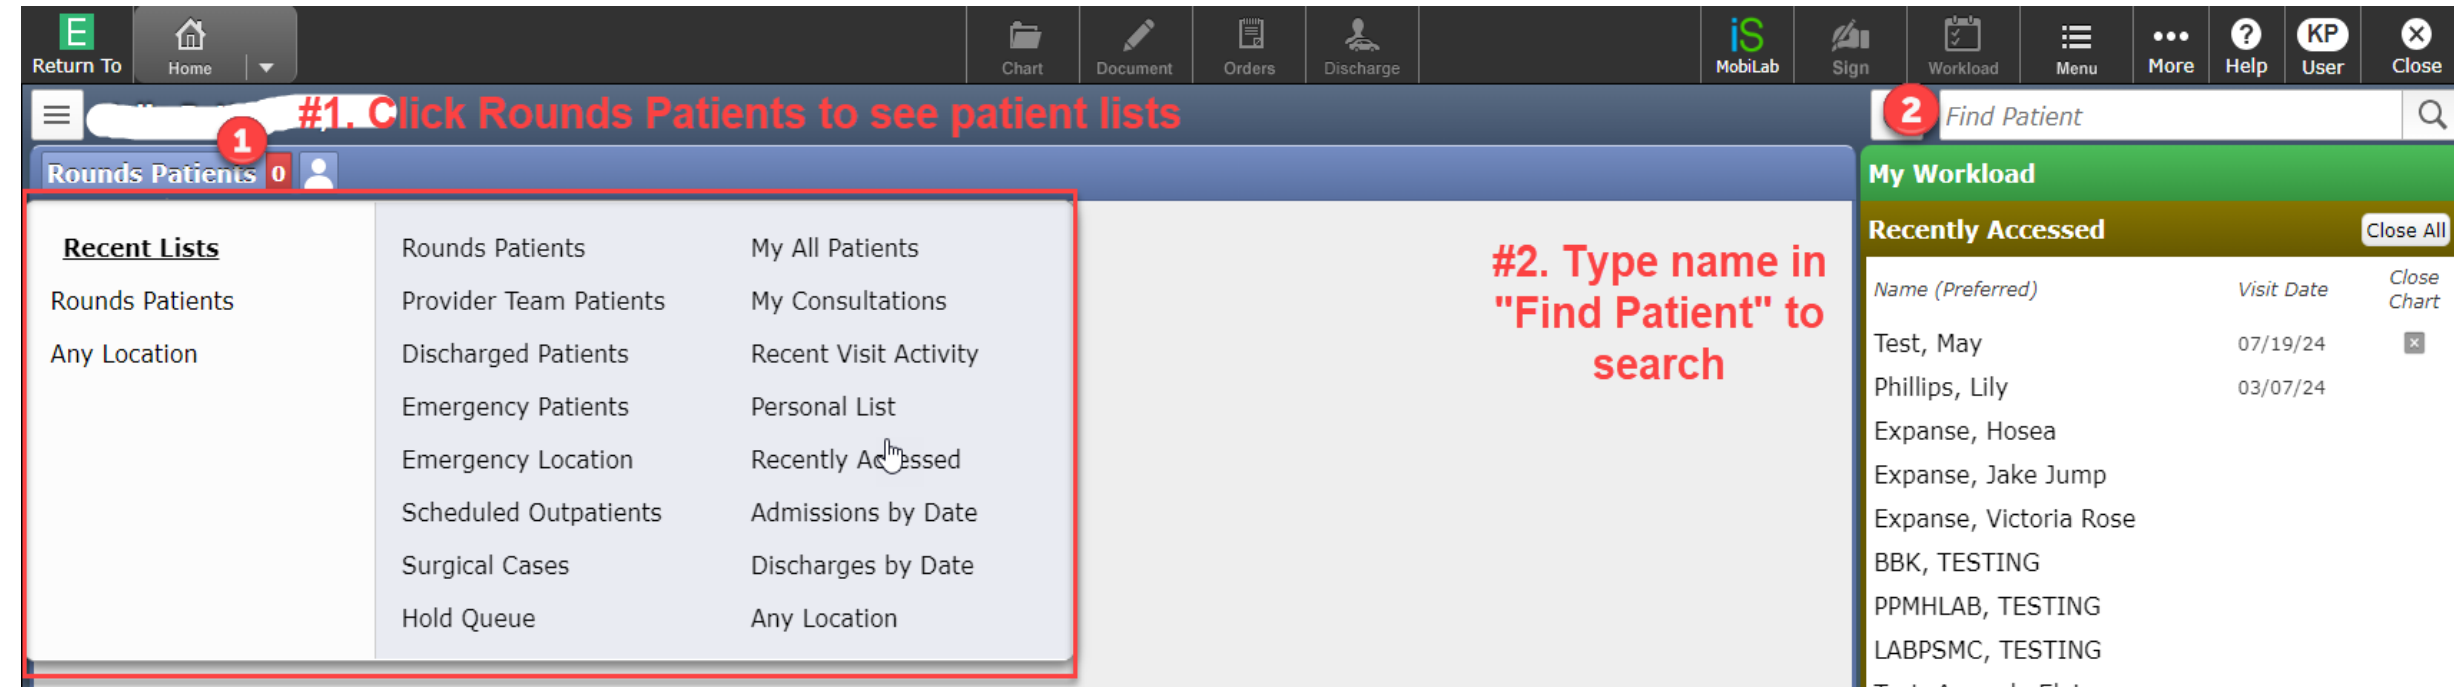 E
Return To
Home
Chart
Document
Orders
Discharge
iS
MobiLab
Sign
Workload
Menu
More
?
Help
KP
User
Close
#1. Click Rounds Patients to see patient lists
1
2
Find Patient
Rounds Patients 0
Recent Lists
Rounds Patients
Any Location
Rounds Patients
Provider Team Patients
Discharged Patients
Emergency Patients
Emergency Location
Scheduled Outpatients
Surgical Cases
Hold Queue
My All Patients
My Consultations
Recent Visit Activity
Personal List
Recently Accessed
Admissions by Date
Discharges by Date
Any Location
#2. Type name in
"Find Patient" to
search
My Workload
Recently Accessed Close All
Name (Preferred) Visit Date Close
Chart
Test, May 07/19/24
Phillips, Lily 03/07/24
Expanse, Hosea
Expanse, Jake Jump
Expanse, Victoria Rose
BBK, TESTING
PPMHLAB, TESTING
LABPSMC, TESTING